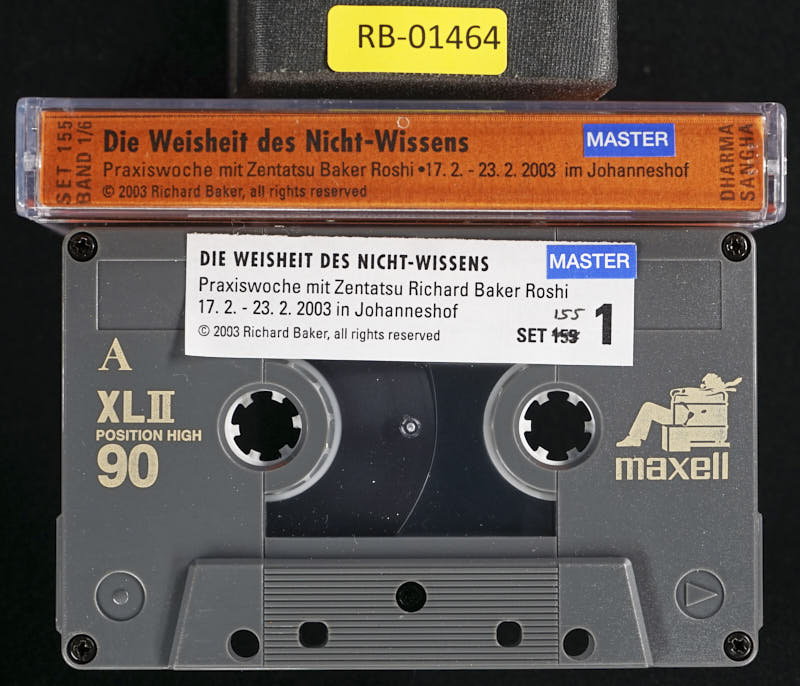 RB-01464
SET 155
BAND 1/6
Die Weisheit des Nicht-Wissens
MASTER
Praxiswoche mit Zentatsu Baker Roshi • 17. 2. - 23. 2. 2003 im Johanneshof
© 2003 Richard Baker, all rights reserved
DHARMA
SANGHA
DIE WEISHEIT DES NICHT-WISSENS
MASTER
Praxiswoche mit Zentatsu Richard Baker Roshi
17. 2. - 23. 2. 2003 in Johanneshof
© 2003 Richard Baker, all rights reserved
155
SET 159 1
A
XLII
POSITION HIGH
90
maxell